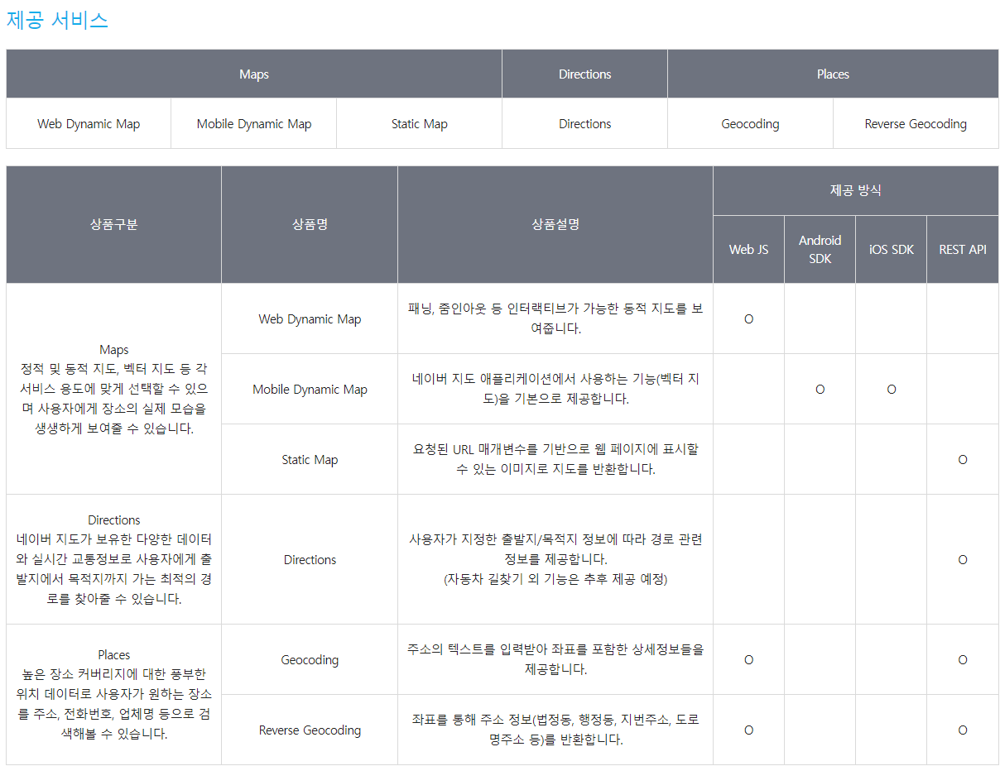 제공 서비스
Maps
Directions
Places
Web Dynamic Map
Mobile Dynamic Map
Static Map
Directions
Geocoding
Reverse Geocoding
상품구분
상품명
상품설명
제공 방식
Web JS
Android
SDK
iOS SDK
REST API
Maps
정적 및 동적 지도, 벡터 지도 등 각
서비스 용도에 맞게 선택할 수 있으
며 사용자에게 장소의 실제 모습을
생생하게 보여줄 수 있습니다.
Web Dynamic Map
패닝, 줌인아웃 등 인터랙티브가 가능한 동적 지도를 보
여줍니다.
O
Mobile Dynamic Map
네이버 지도 애플리케이션에서 사용하는 기능(벡터 지
도)을 기본으로 제공합니다.
O
O
Static Map
요청된 URL 매개변수를 기반으로 웹 페이지에 표시할
수 있는 이미지로 지도를 반환합니다.
O
Directions
네이버 지도가 보유한 다양한 데이터
와 실시간 교통정보로 사용자에게 출
발지에서 목적지까지 가는 최적의 경
로를 찾아줄 수 있습니다.
Directions
사용자가 지정한 출발지/목적지 정보에 따라 경로 관련
정보를 제공합니다.
(자동차 길찾기 외 기능은 추후 제공 예정)
O
Places
높은 장소 커버리지에 대한 풍부한
위치 데이터로 사용자가 원하는 장소
를 주소, 전화번호, 업체명 등으로 검
색해볼 수 있습니다.
Geocoding
주소의 텍스트를 입력받아 좌표를 포함한 상세정보들을
제공합니다.
O
O
Reverse Geocoding
좌표를 통해 주소 정보(법정동, 행정동, 지번주소, 도로
명주소 등)를 반환합니다.
O
O